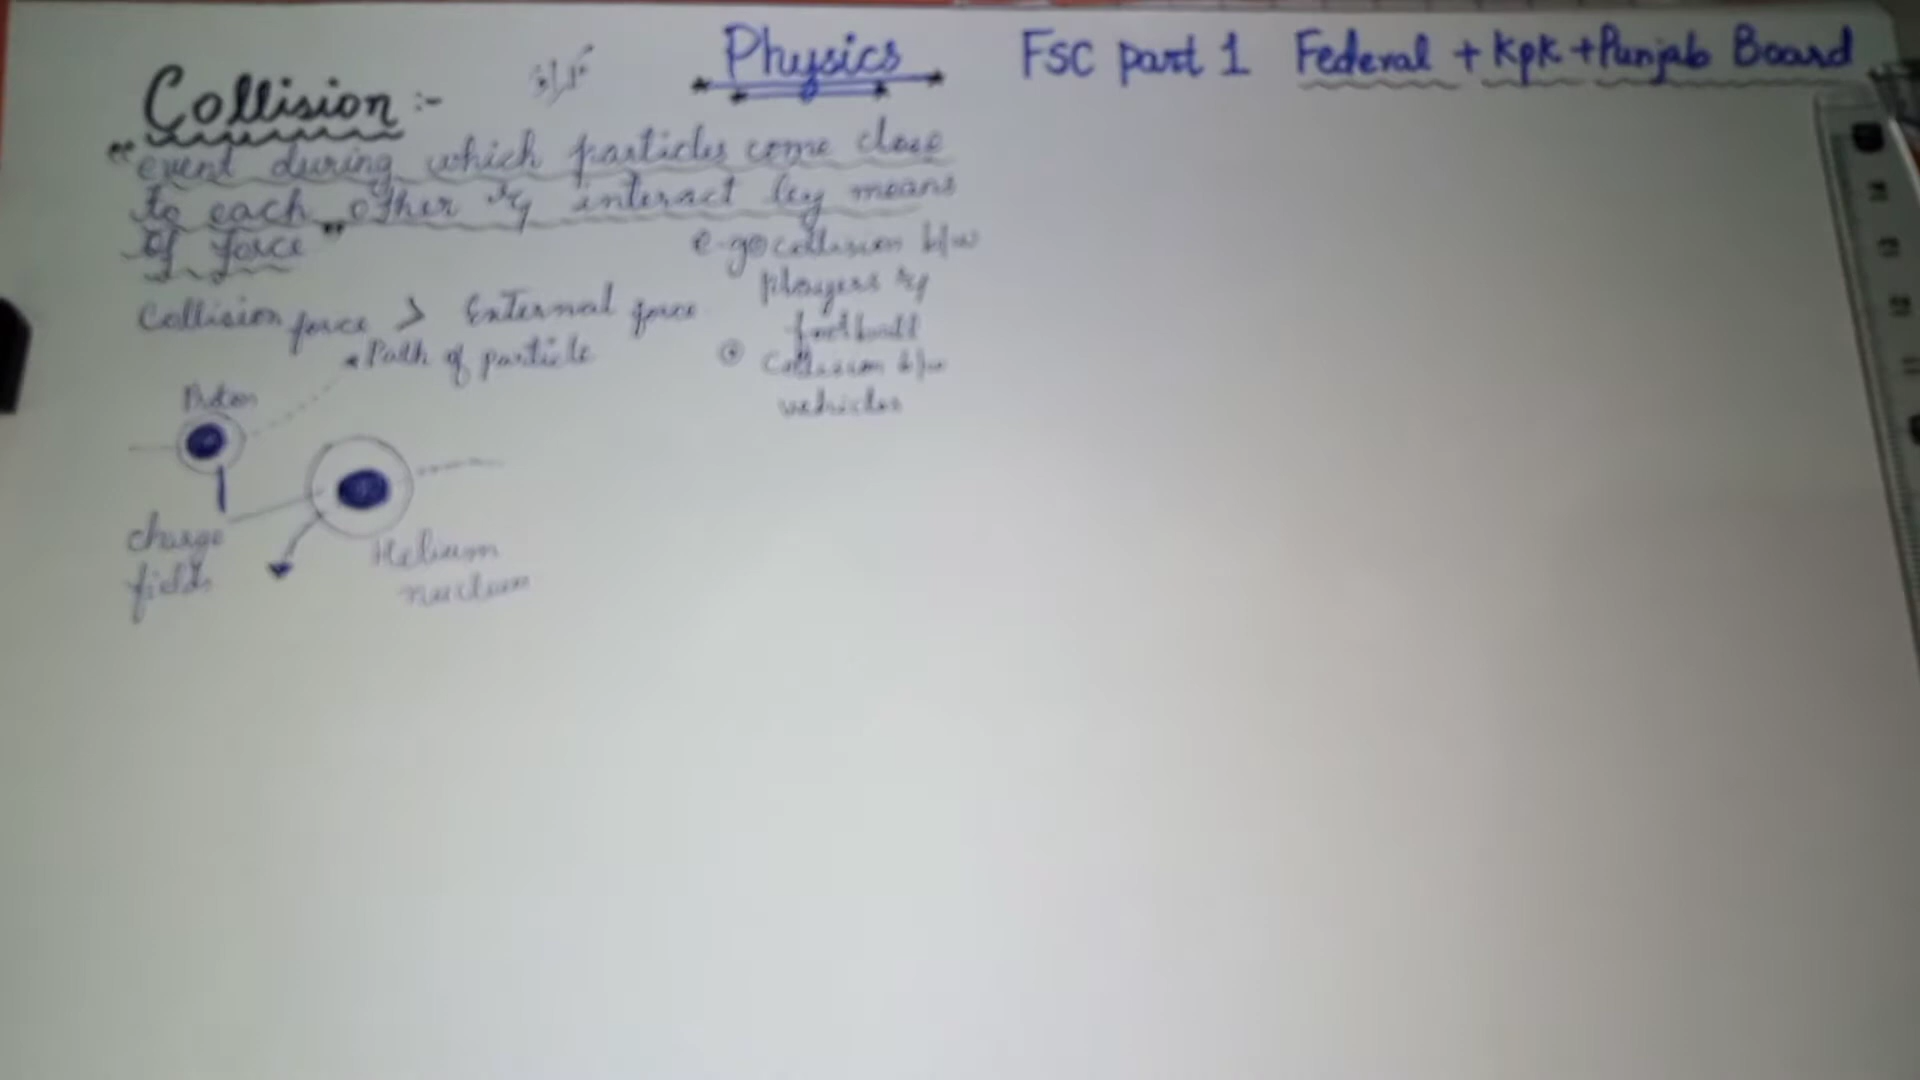 Physics FSC part 1 Federal + KpK + Punjab Board
Collision :-
"event during which particles come close
to each other & interact by means
of force"
e-g ⊙ collision b/w
players &
football
⊙ Collision b/w
vehicles
Collision force > External force
Path of particle
Proton
charge
field
Helium